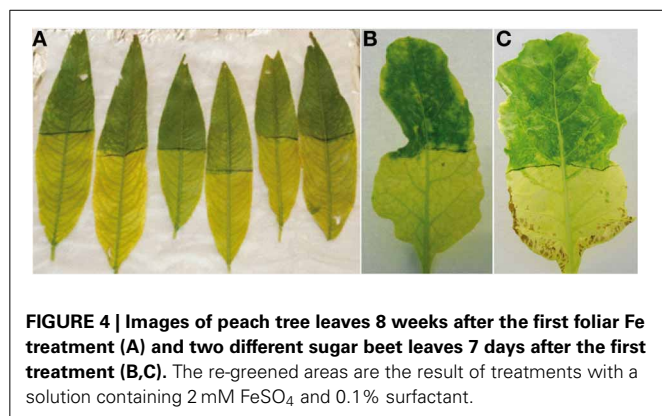 A
B
C
FIGURE 4 | Images of peach tree leaves 8 weeks after the first foliar Fe
treatment (A) and two different sugar beet leaves 7 days after the first
treatment (B,C). The re-greened areas are the result of treatments with a
solution containing 2 mM FeSO₄ and 0.1% surfactant.